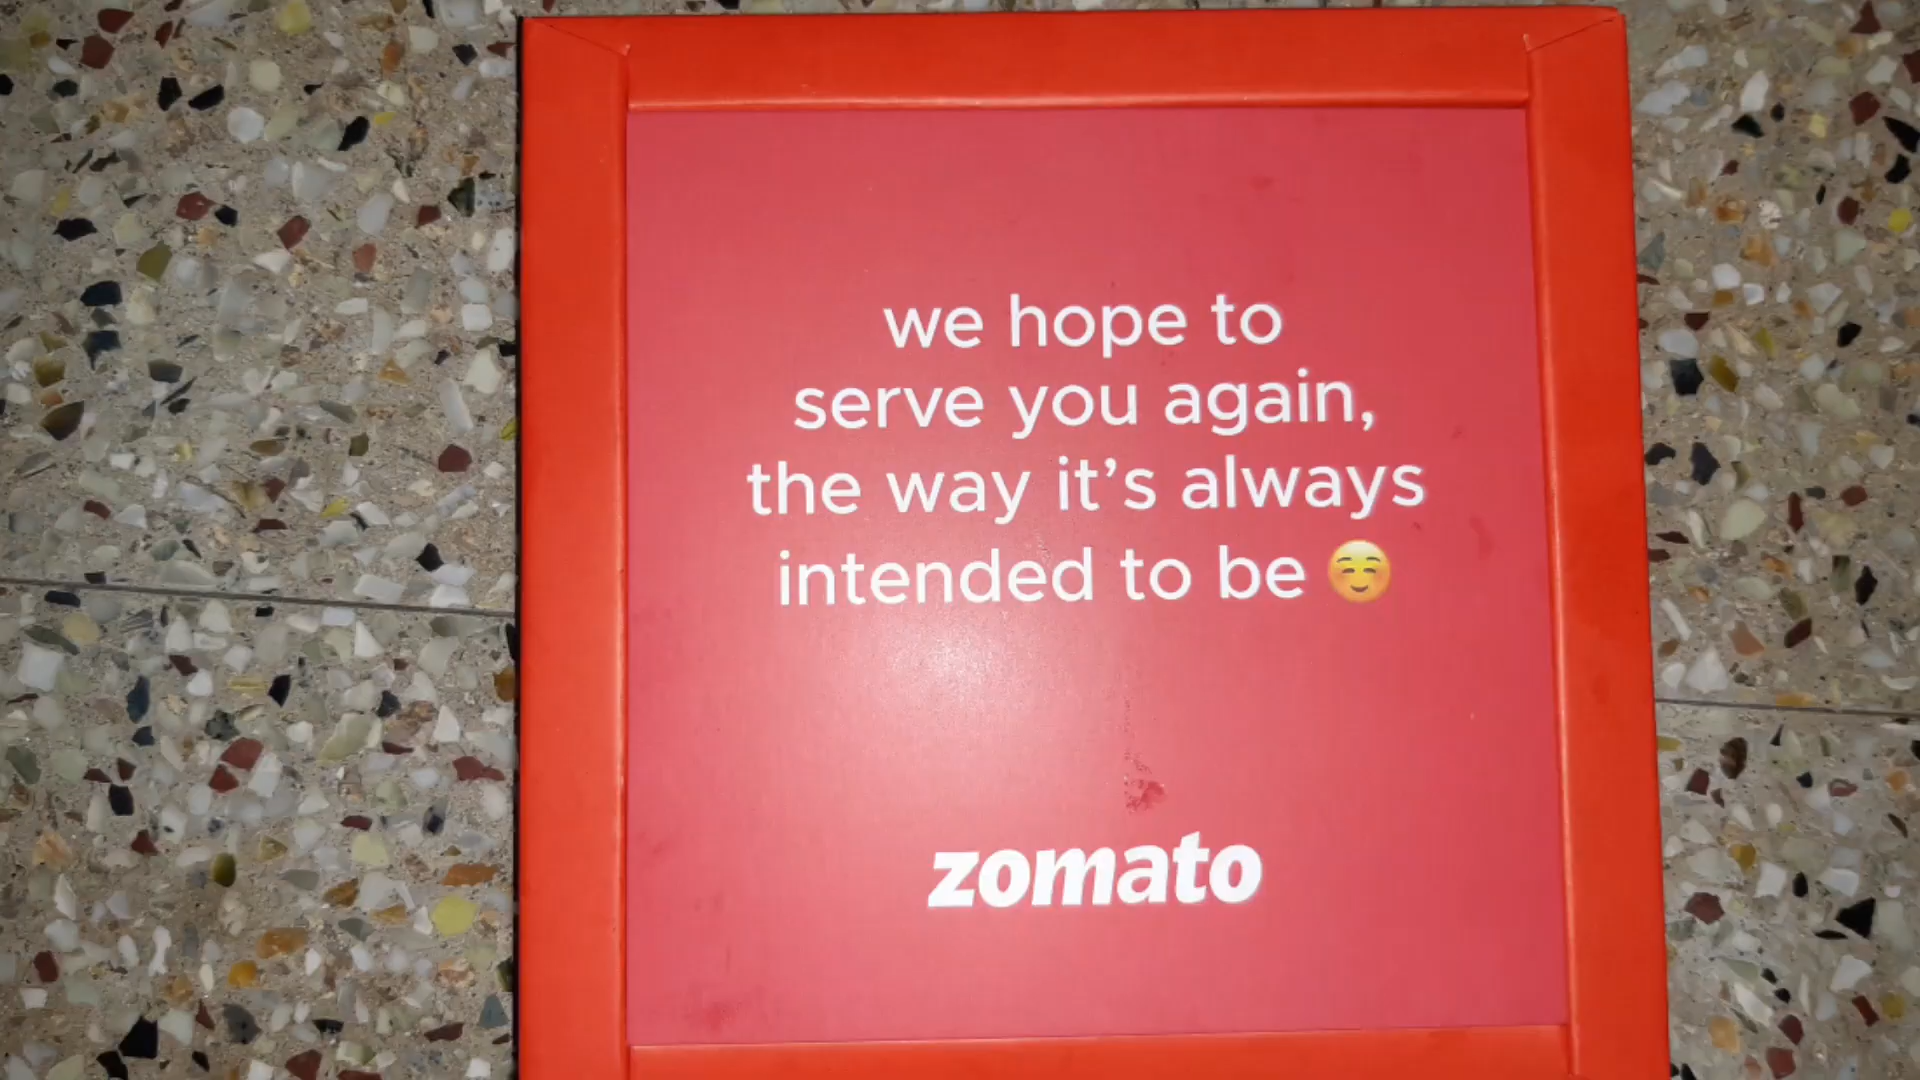 we hope to
serve you again,
the way it’s always
intended to be ☺️
zomato